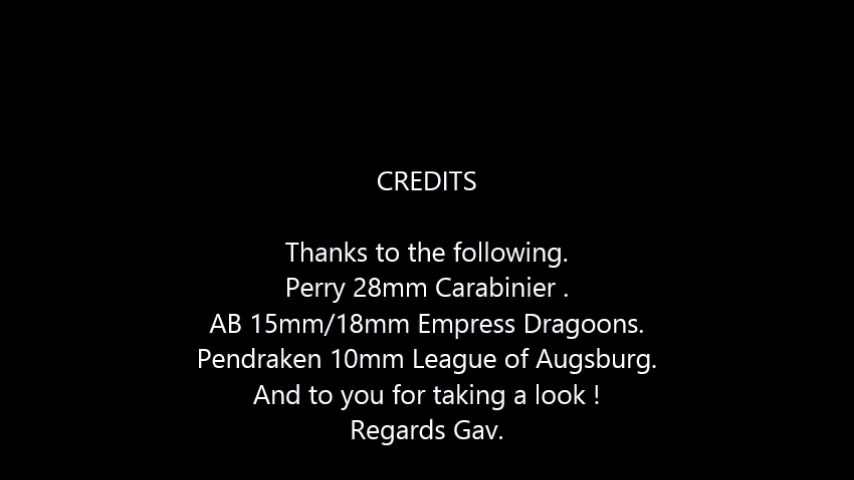 CREDITS
Thanks to the following.
Perry 28mm Carabinier .
AB 15mm/18mm Empress Dragoons.
Pendraken 10mm League of Augsburg.
And to you for taking a look !
Regards Gav.